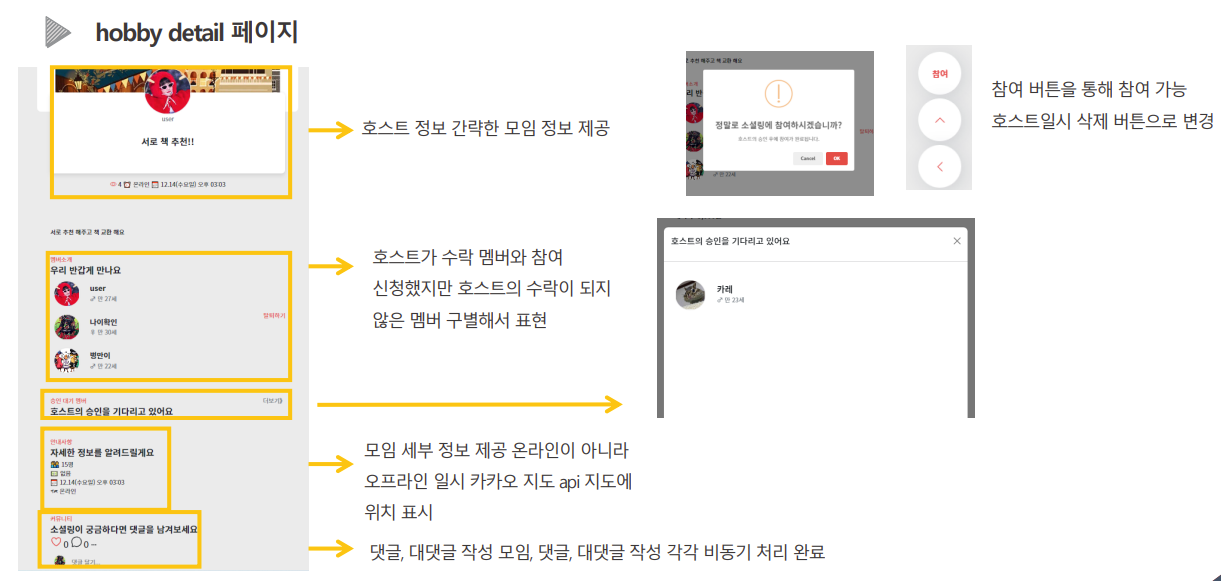 hobby detail 페이지
user
서로 책 추천!!
4 온라인 12.14(수요일) 오후 03:03
서로 추천 해주고 책 교환 해요
멤버소개
우리 반갑게 만나요
user
만 27세
나이확인
만 30세
탈퇴하기
빵만이
만 22세
승인 대기 멤버
더보기》
호스트의 승인을 기다리고 있어요
안내사항
자세한 정보를 알려드릴게요
15명
없음
12.14(수요일) 오후 03:03
온라인
커뮤니티
소셜링이 궁금하다면 댓글을 남겨보세요
0 0 --
댓글 달기...
호스트 정보 간략한 모임 정보 제공
호스트가 수락 멤버와 참여
신청했지만 호스트의 수락이 되지
않은 멤버 구별해서 표현
모임 세부 정보 제공 온라인이 아니라
오프라인 일시 카카오 지도 api 지도에
위치 표시
댓글, 대댓글 작성 모임, 댓글, 대댓글 작성 각각 비동기 처리 완료
추천 해주고 책 교환 해요
정말로 소셜링에 참여하시겠습니까?
호스트의 승인 후에 참여가 완료됩니다.
Cancel
OK
만 22세
참여
참여 버튼을 통해 참여 가능
호스트일시 삭제 버튼으로 변경
호스트의 승인을 기다리고 있어요
카레
만 23세